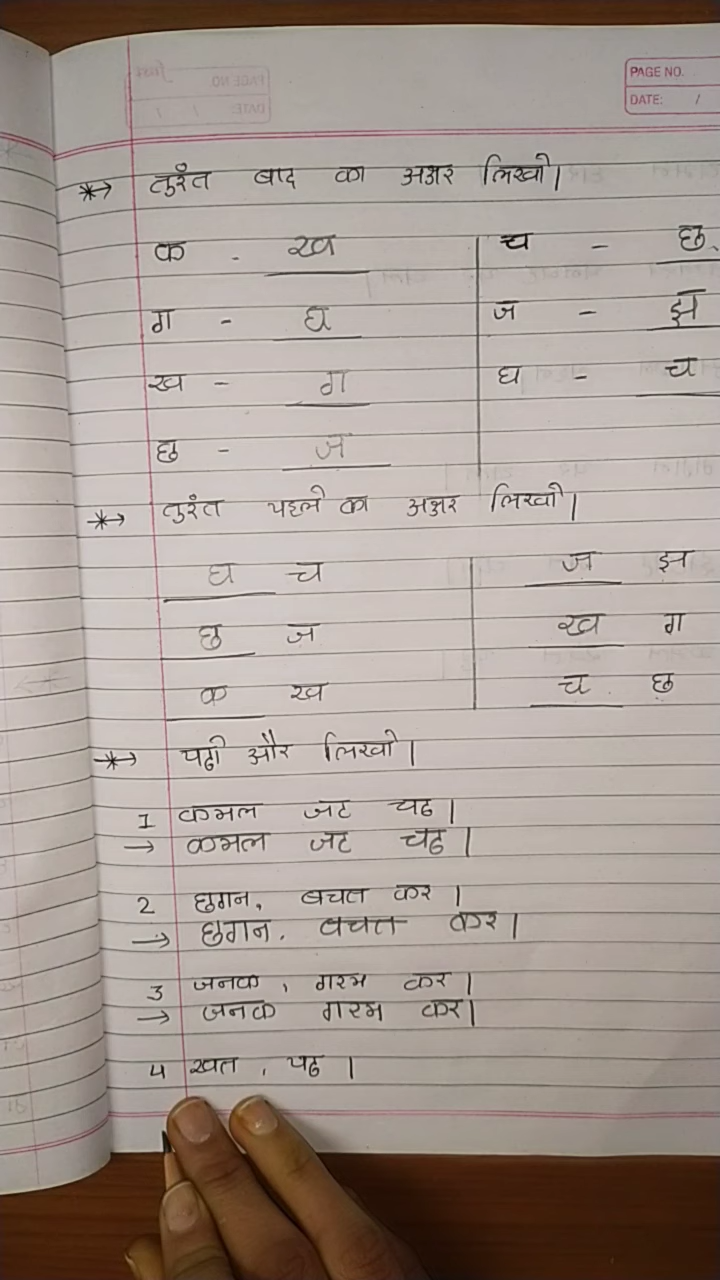 PAGE NO.
DATE: /
*→ तुरंत बाद का अक्षर लिखो।
क - ख च - छ
ग - घ ज - झ
ख - ग घ - च
छ - ज
*→ तुरंत पहले का अक्षर लिखो।
घ च ज झ
छ ज ख ग
क ख च छ
*→ पढ़ो और लिखो।
1 कमल जट चढ।
→ कमल जट चढ।
2 छगन, बचत कर।
→ छगन, बचत कर।
3 जनक, गरम कर।
→ जनक गरम कर।
4 खत, पढ।